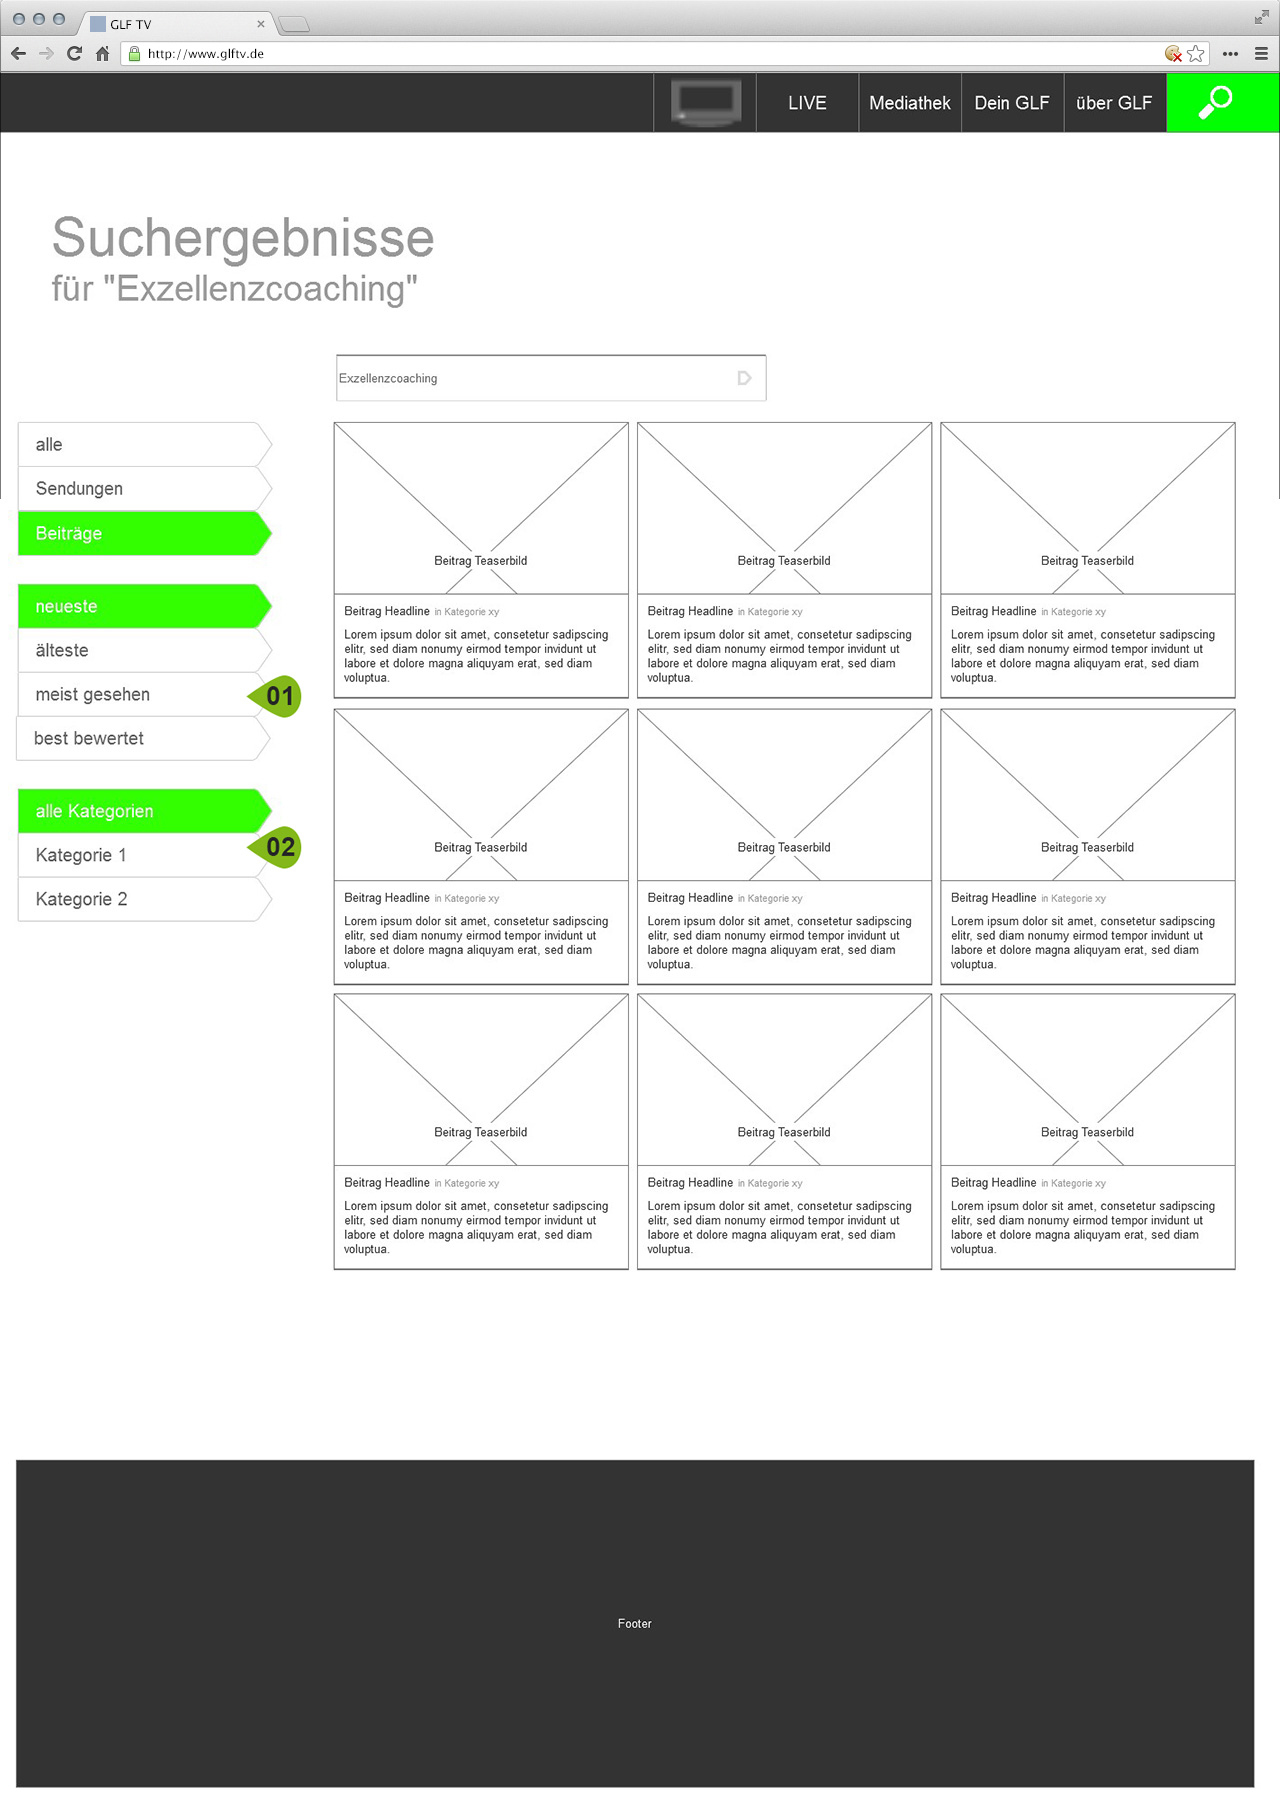 GLF TV
http://www.glftv.de
LIVE
Mediathek
Dein GLF
über GLF
Suchergebnisse
für "Exzellenzcoaching"
Exzellenzcoaching
alle
Sendungen
Beiträge
neueste
älteste
meist gesehen
01
best bewertet
alle Kategorien
02
Kategorie 1
Kategorie 2
Beitrag Teaserbild
Beitrag Headline in Kategorie xy
Lorem ipsum dolor sit amet, consetetur sadipscing
elitr, sed diam nonumy eirmod tempor invidunt ut
labore et dolore magna aliquyam erat, sed diam
voluptua.
Beitrag Teaserbild
Beitrag Headline in Kategorie xy
Lorem ipsum dolor sit amet, consetetur sadipscing
elitr, sed diam nonumy eirmod tempor invidunt ut
labore et dolore magna aliquyam erat, sed diam
voluptua.
Beitrag Teaserbild
Beitrag Headline in Kategorie xy
Lorem ipsum dolor sit amet, consetetur sadipscing
elitr, sed diam nonumy eirmod tempor invidunt ut
labore et dolore magna aliquyam erat, sed diam
voluptua.
Beitrag Teaserbild
Beitrag Headline in Kategorie xy
Lorem ipsum dolor sit amet, consetetur sadipscing
elitr, sed diam nonumy eirmod tempor invidunt ut
labore et dolore magna aliquyam erat, sed diam
voluptua.
Beitrag Teaserbild
Beitrag Headline in Kategorie xy
Lorem ipsum dolor sit amet, consetetur sadipscing
elitr, sed diam nonumy eirmod tempor invidunt ut
labore et dolore magna aliquyam erat, sed diam
voluptua.
Beitrag Teaserbild
Beitrag Headline in Kategorie xy
Lorem ipsum dolor sit amet, consetetur sadipscing
elitr, sed diam nonumy eirmod tempor invidunt ut
labore et dolore magna aliquyam erat, sed diam
voluptua.
Beitrag Teaserbild
Beitrag Headline in Kategorie xy
Lorem ipsum dolor sit amet, consetetur sadipscing
elitr, sed diam nonumy eirmod tempor invidunt ut
labore et dolore magna aliquyam erat, sed diam
voluptua.
Beitrag Teaserbild
Beitrag Headline in Kategorie xy
Lorem ipsum dolor sit amet, consetetur sadipscing
elitr, sed diam nonumy eirmod tempor invidunt ut
labore et dolore magna aliquyam erat, sed diam
voluptua.
Beitrag Teaserbild
Beitrag Headline in Kategorie xy
Lorem ipsum dolor sit amet, consetetur sadipscing
elitr, sed diam nonumy eirmod tempor invidunt ut
labore et dolore magna aliquyam erat, sed diam
voluptua.
Footer